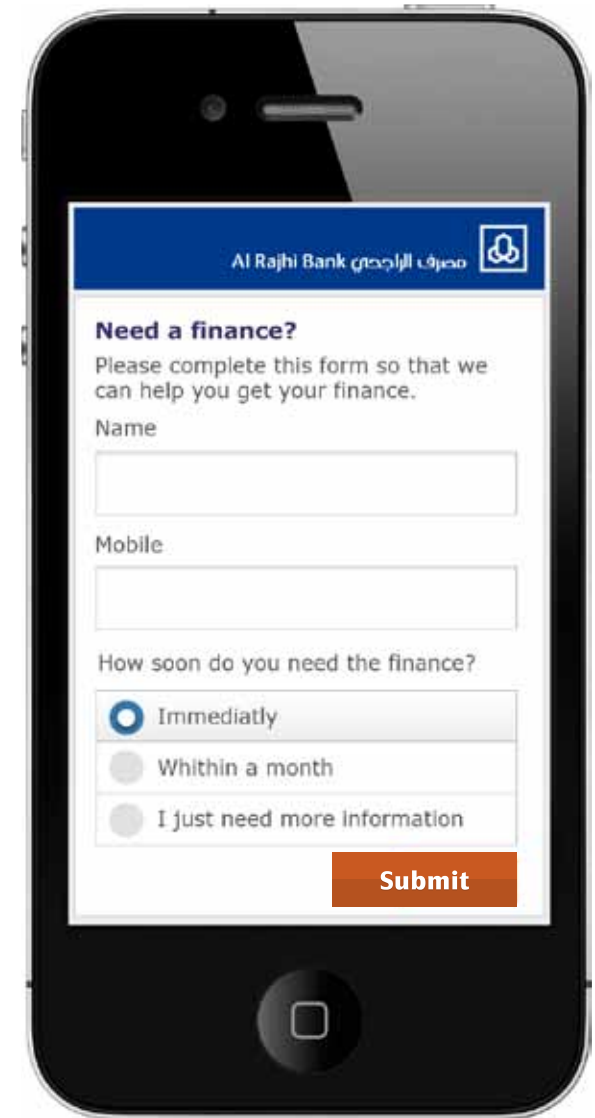 Al Rajhi Bank مصرف الراجحي
Need a finance?
Please complete this form so that we
can help you get your finance.
Name
Mobile
How soon do you need the finance?
Immediatly
Whithin a month
I just need more information
Submit